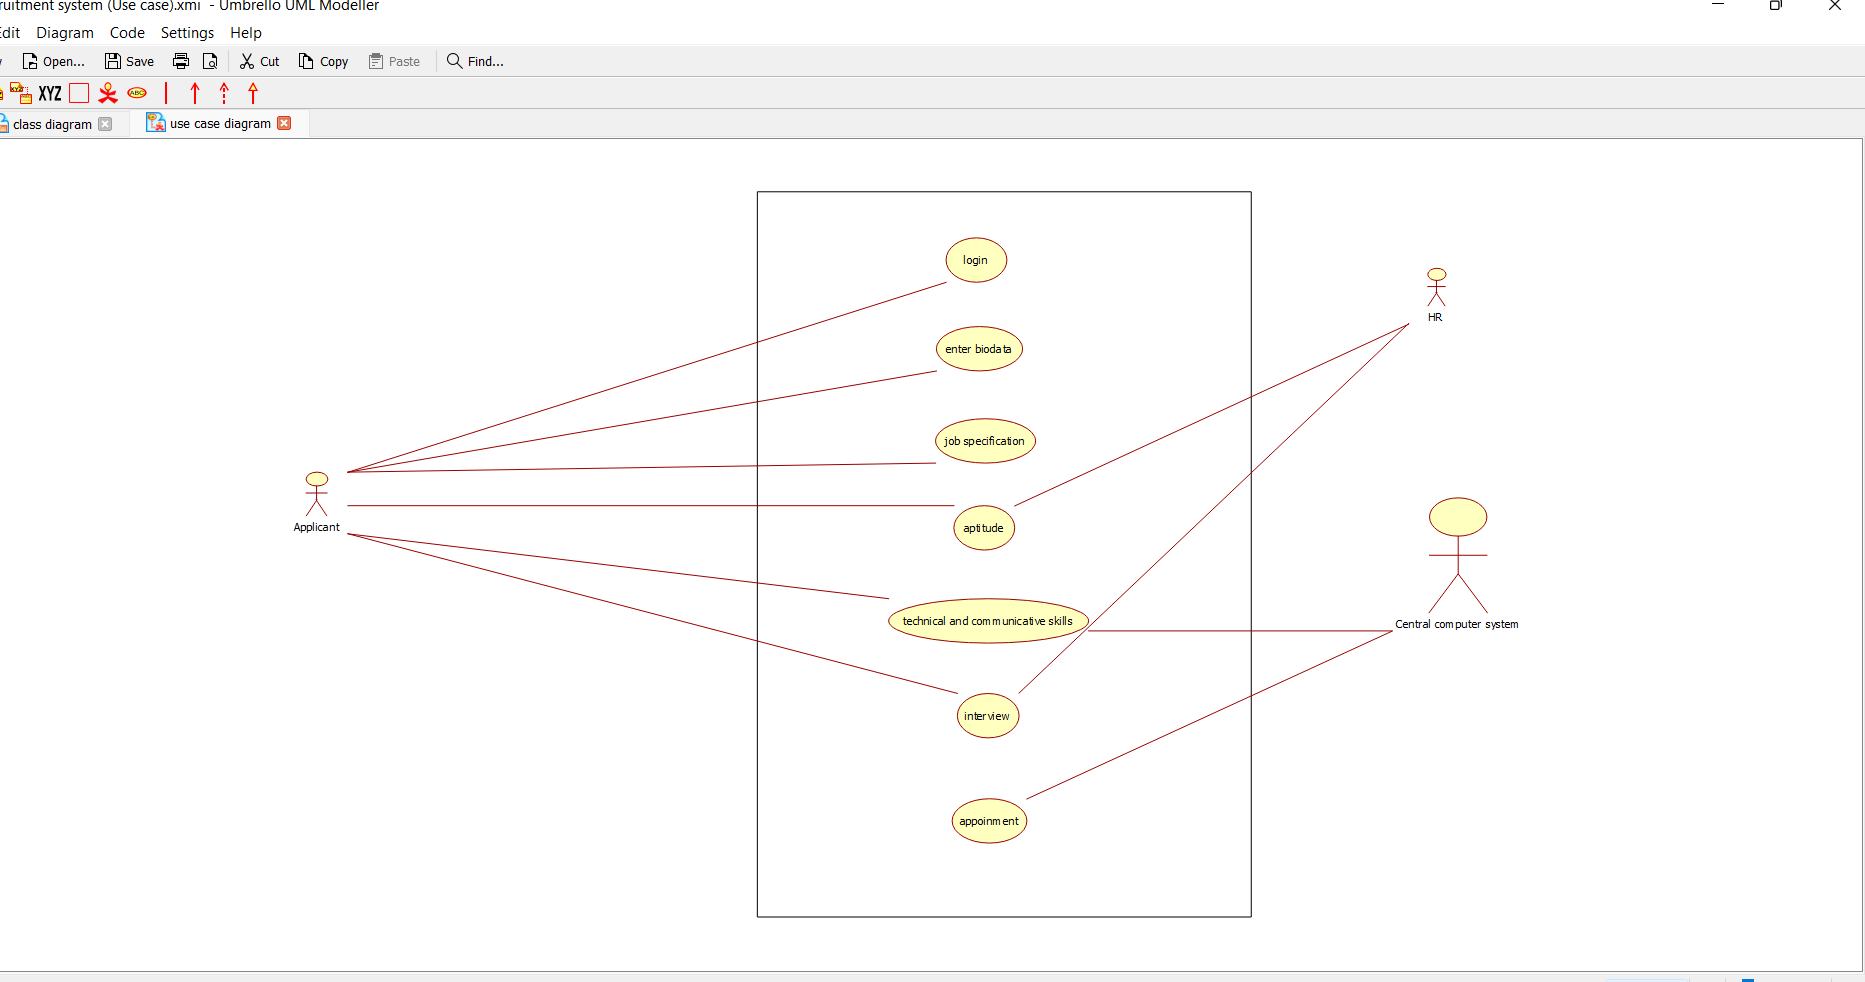 ruitment system (Use case).xmi - Umbrello UML Modeller
Edit Diagram Code Settings Help
Open... Save Cut Copy Paste Find...
XYZ XYZ ABC
class diagram use case diagram
login
enter biodata
HR
job specification
Applicant
aptitude
technical and communicative skills
Central computer system
interview
appoinment